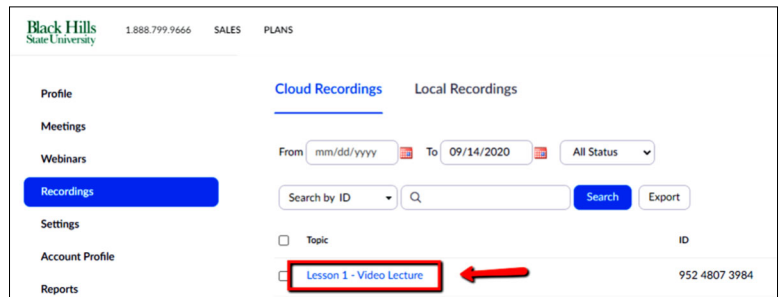 Black Hills
State University
1.888.799.9666 SALES PLANS
Profile
Meetings
Webinars
Recordings
Settings
Account Profile
Reports
Cloud Recordings Local Recordings
From mm/dd/yyyy To 09/14/2020 All Status
Search by ID Search Export
Topic ID
Lesson 1 - Video Lecture 952 4807 3984